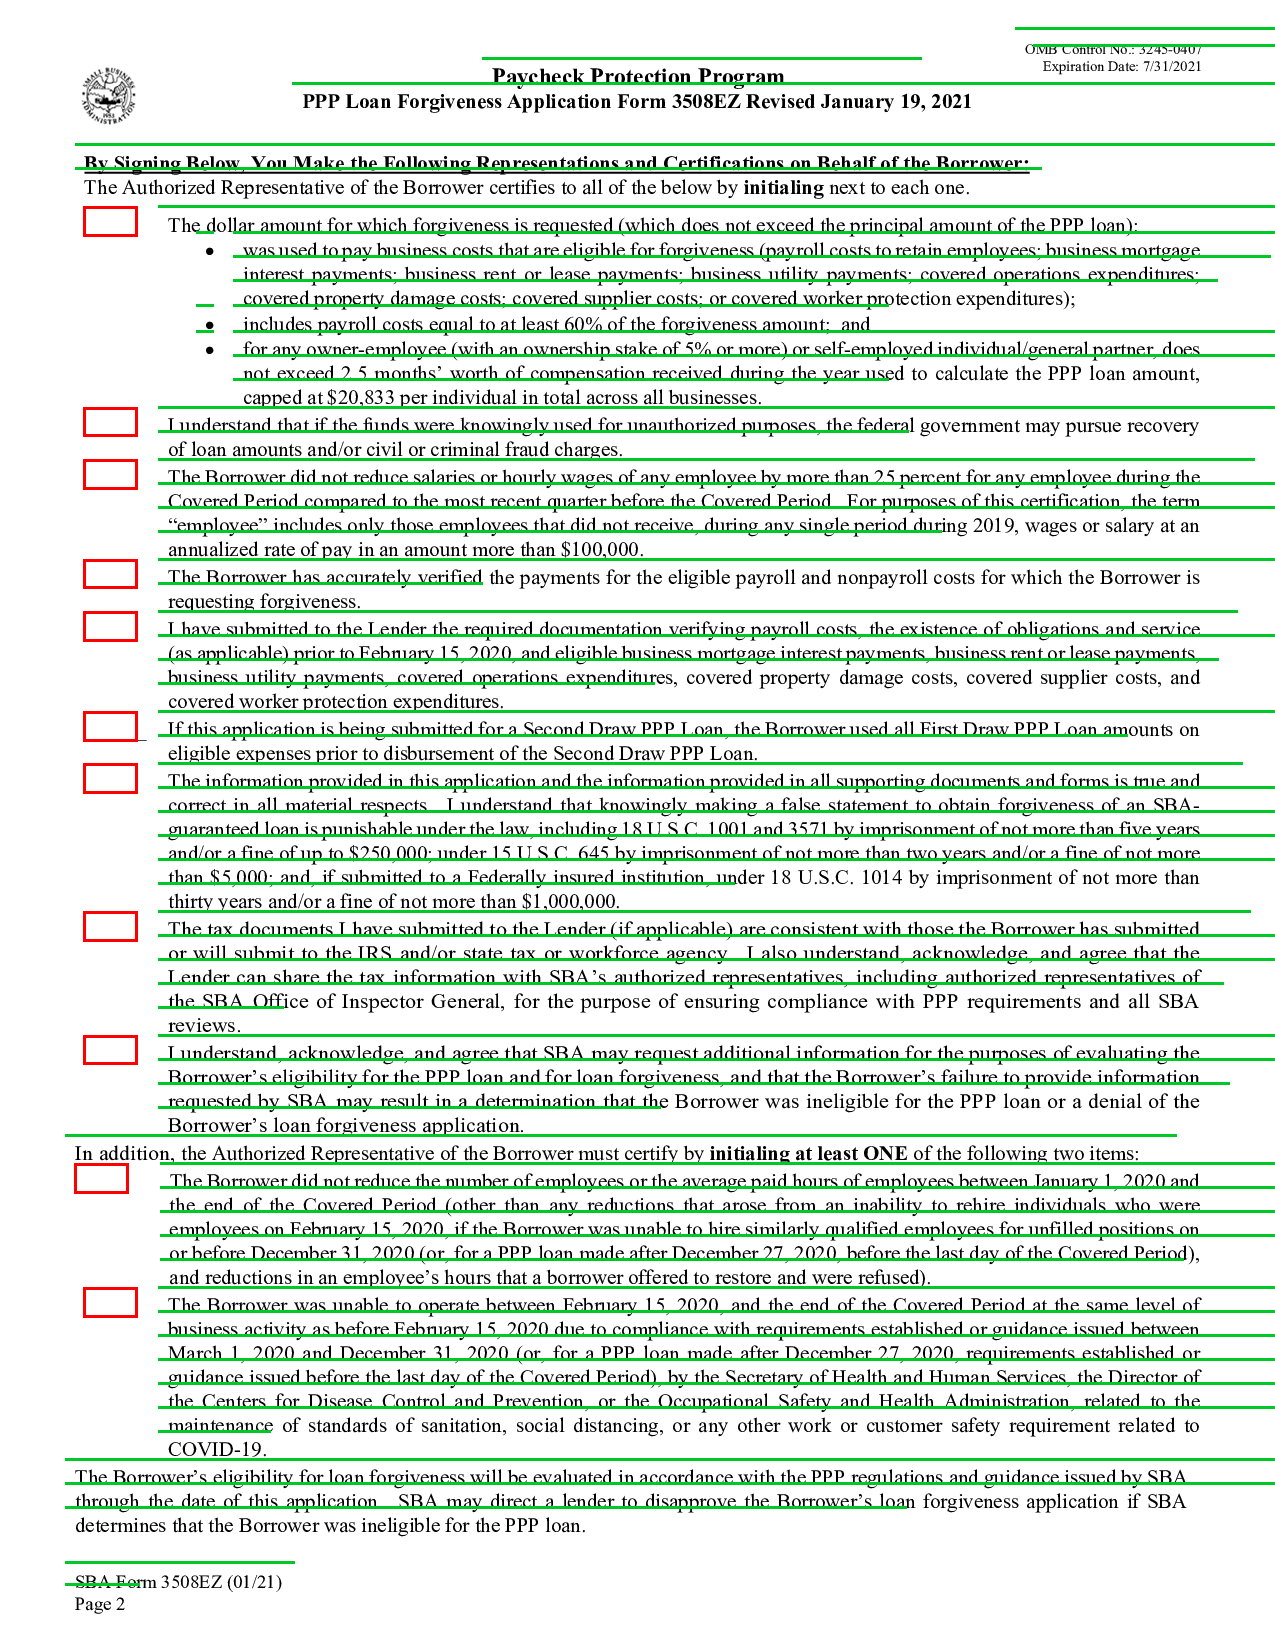 OMB Control No.: 3245-0407
Expiration Date: 7/31/2021
Paycheck Protection Program
PPP Loan Forgiveness Application Form 3508EZ Revised January 19, 2021
By Signing Below, You Make the Following Representations and Certifications on Behalf of the Borrower:
The Authorized Representative of the Borrower certifies to all of the below by initialing next to each one.
The dollar amount for which forgiveness is requested (which does not exceed the principal amount of the PPP loan):
• was used to pay business costs that are eligible for forgiveness (payroll costs to retain employees; business mortgage
interest payments; business rent or lease payments; business utility payments; covered operations expenditures;
covered property damage costs; covered supplier costs; or covered worker protection expenditures);
• includes payroll costs equal to at least 60% of the forgiveness amount; and
• for any owner-employee (with an ownership stake of 5% or more) or self-employed individual/general partner, does
not exceed 2.5 months’ worth of compensation received during the year used to calculate the PPP loan amount,
capped at $20,833 per individual in total across all businesses.
I understand that if the funds were knowingly used for unauthorized purposes, the federal government may pursue recovery
of loan amounts and/or civil or criminal fraud charges.
The Borrower did not reduce salaries or hourly wages of any employee by more than 25 percent for any employee during the
Covered Period compared to the most recent quarter before the Covered Period. For purposes of this certification, the term
“employee” includes only those employees that did not receive, during any single period during 2019, wages or salary at an
annualized rate of pay in an amount more than $100,000.
The Borrower has accurately verified the payments for the eligible payroll and nonpayroll costs for which the Borrower is
requesting forgiveness.
I have submitted to the Lender the required documentation verifying payroll costs, the existence of obligations and service
(as applicable) prior to February 15, 2020, and eligible business mortgage interest payments, business rent or lease payments,
business utility payments, covered operations expenditures, covered property damage costs, covered supplier costs, and
covered worker protection expenditures.
If this application is being submitted for a Second Draw PPP Loan, the Borrower used all First Draw PPP Loan amounts on
eligible expenses prior to disbursement of the Second Draw PPP Loan.
The information provided in this application and the information provided in all supporting documents and forms is true and
correct in all material respects. I understand that knowingly making a false statement to obtain forgiveness of an SBA-
guaranteed loan is punishable under the law, including 18 U.S.C. 1001 and 3571 by imprisonment of not more than five years
and/or a fine of up to $250,000; under 15 U.S.C. 645 by imprisonment of not more than two years and/or a fine of not more
than $5,000; and, if submitted to a Federally insured institution, under 18 U.S.C. 1014 by imprisonment of not more than
thirty years and/or a fine of not more than $1,000,000.
The tax documents I have submitted to the Lender (if applicable) are consistent with those the Borrower has submitted
or will submit to the IRS and/or state tax or workforce agency. I also understand, acknowledge, and agree that the
Lender can share the tax information with SBA’s authorized representatives, including authorized representatives of
the SBA Office of Inspector General, for the purpose of ensuring compliance with PPP requirements and all SBA
reviews.
I understand, acknowledge, and agree that SBA may request additional information for the purposes of evaluating the
Borrower’s eligibility for the PPP loan and for loan forgiveness, and that the Borrower’s failure to provide information
requested by SBA may result in a determination that the Borrower was ineligible for the PPP loan or a denial of the
Borrower’s loan forgiveness application.
In addition, the Authorized Representative of the Borrower must certify by initialing at least ONE of the following two items:
The Borrower did not reduce the number of employees or the average paid hours of employees between January 1, 2020 and
the end of the Covered Period (other than any reductions that arose from an inability to rehire individuals who were
employees on February 15, 2020, if the Borrower was unable to hire similarly qualified employees for unfilled positions on
or before December 31, 2020 (or, for a PPP loan made after December 27, 2020, before the last day of the Covered Period),
and reductions in an employee’s hours that a borrower offered to restore and were refused).
The Borrower was unable to operate between February 15, 2020, and the end of the Covered Period at the same level of
business activity as before February 15, 2020 due to compliance with requirements established or guidance issued between
March 1, 2020 and December 31, 2020 (or, for a PPP loan made after December 27, 2020, requirements established or
guidance issued before the last day of the Covered Period), by the Secretary of Health and Human Services, the Director of
the Centers for Disease Control and Prevention, or the Occupational Safety and Health Administration, related to the
maintenance of standards of sanitation, social distancing, or any other work or customer safety requirement related to
COVID-19.
The Borrower’s eligibility for loan forgiveness will be evaluated in accordance with the PPP regulations and guidance issued by SBA
through the date of this application. SBA may direct a lender to disapprove the Borrower’s loan forgiveness application if SBA
determines that the Borrower was ineligible for the PPP loan.
SBA Form 3508EZ (01/21)
Page 2